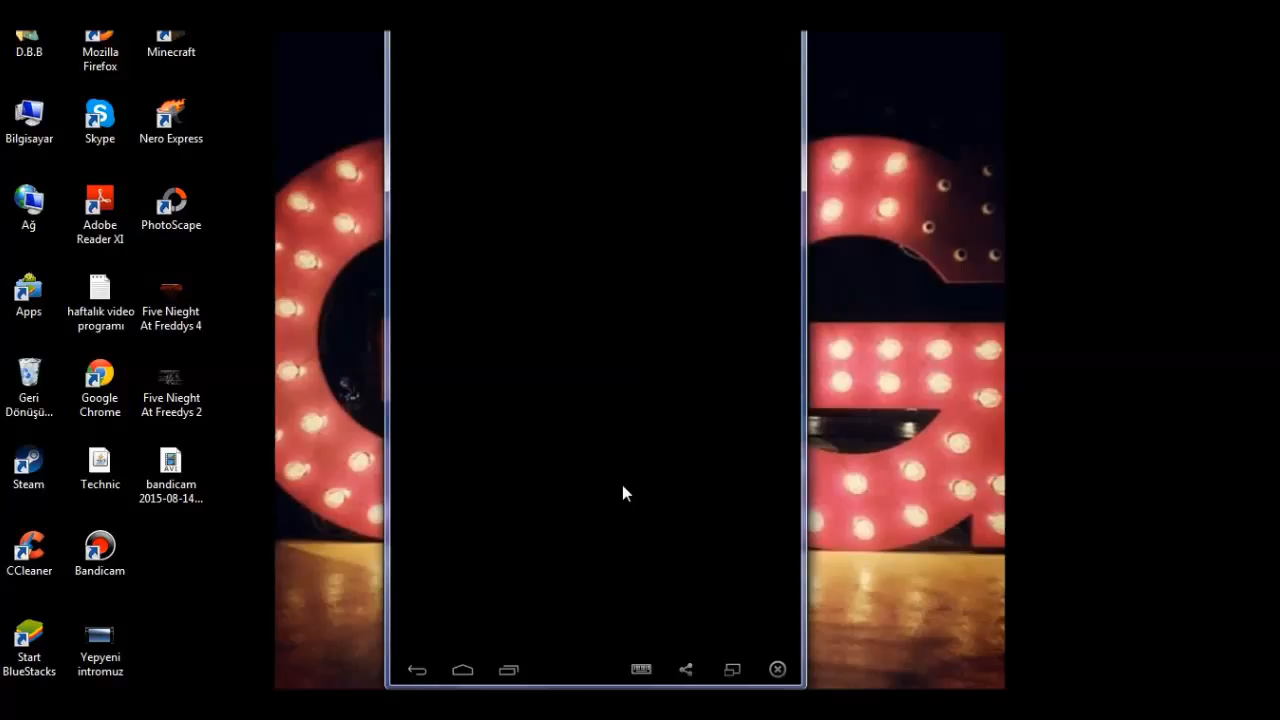 D.B.B
Mozilla
Firefox
Minecraft
Bilgisayar
Skype
Nero Express
Ağ
Adobe
Reader XI
PhotoScape
Apps
haftalık video
programı
Five Nieght
At Freddys 4
Geri
Dönüşü...
Google
Chrome
Five Nieght
At Freedys 2
Steam
Technic
bandicam
2015-08-14...
CCleaner
Bandicam
Start
BlueStacks
Yepyeni
intromuz